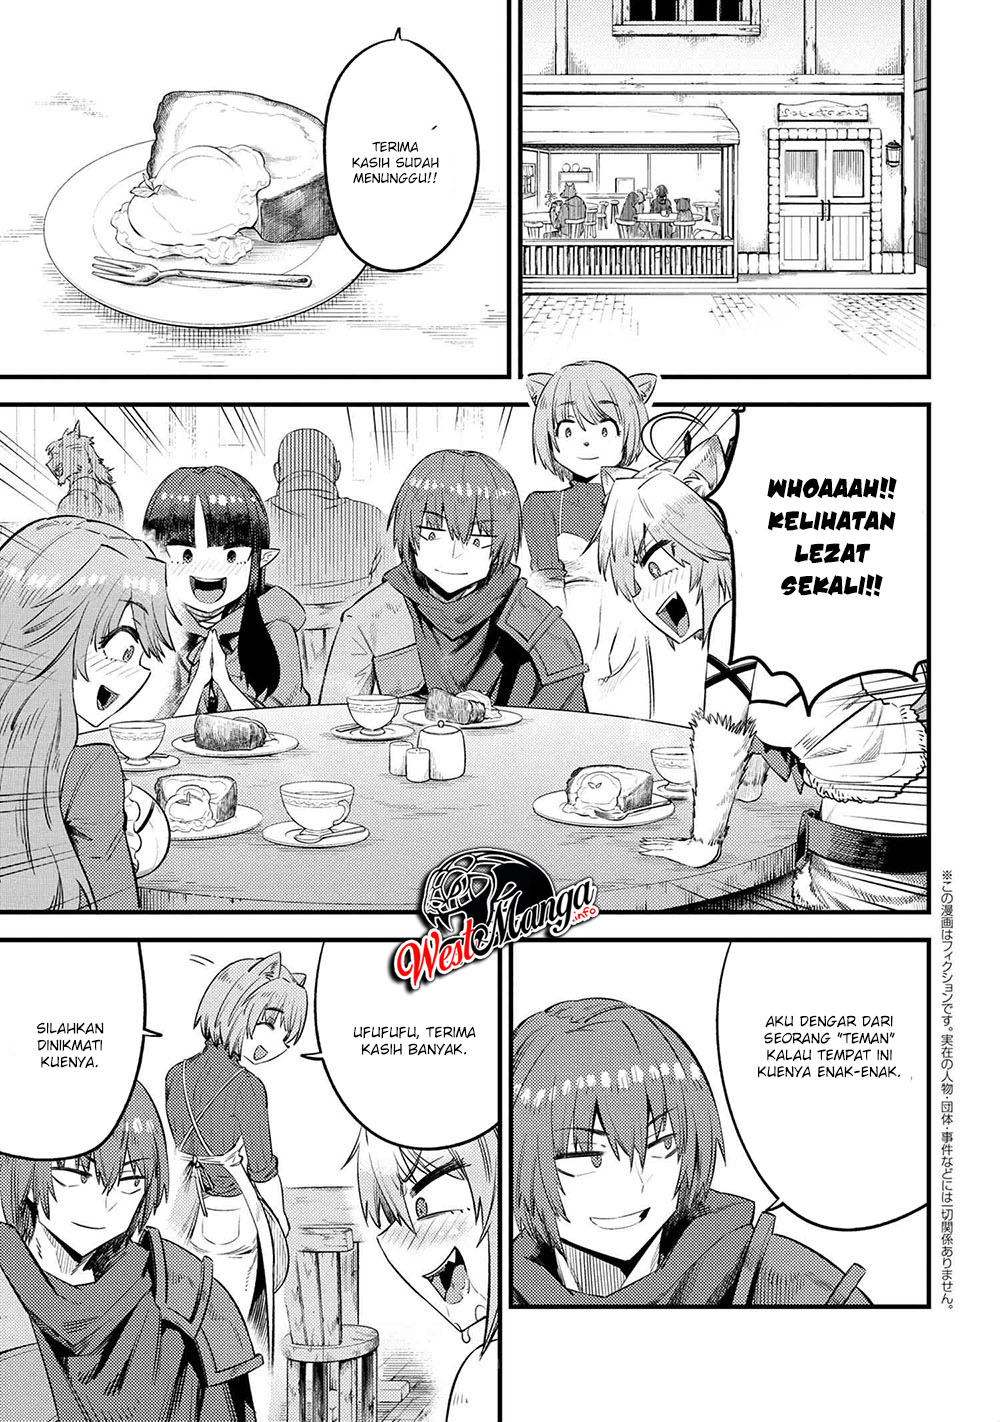 TERIMA
KASIH SUDAH
MENUNGGU!!
WHOAAAH!!
KELIHATAN
LEZAT
SEKALI!!
WestManga
.info
AKU DENGAR DARI
SEORANG "TEMAN"
KALAU TEMPAT INI
KUENYA ENAK-ENAK.
UFUFUFU, TERIMA
KASIH BANYAK.
SILAHKAN
DINIKMATI
KUENYA.
※この漫画はフィクションです。実在の人物・団体・事件などには一切関係ありません。